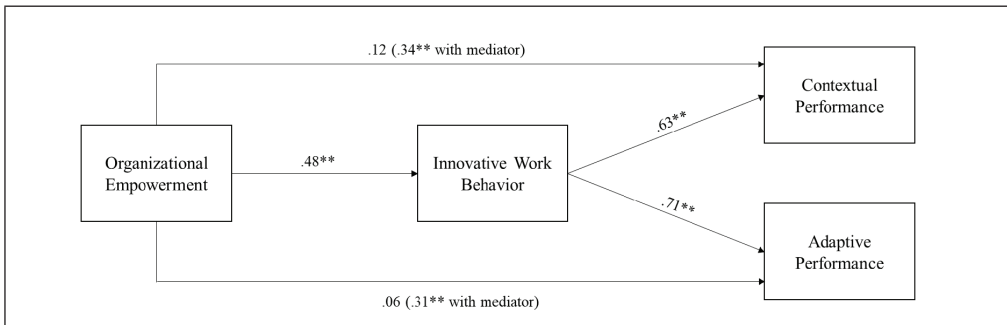 .12 (.34** with mediator)
Contextual
Performance
.63**
Organizational
Empowerment
.48**
Innovative Work
Behavior
.71**
Adaptive
Performance
.06 (.31** with mediator)